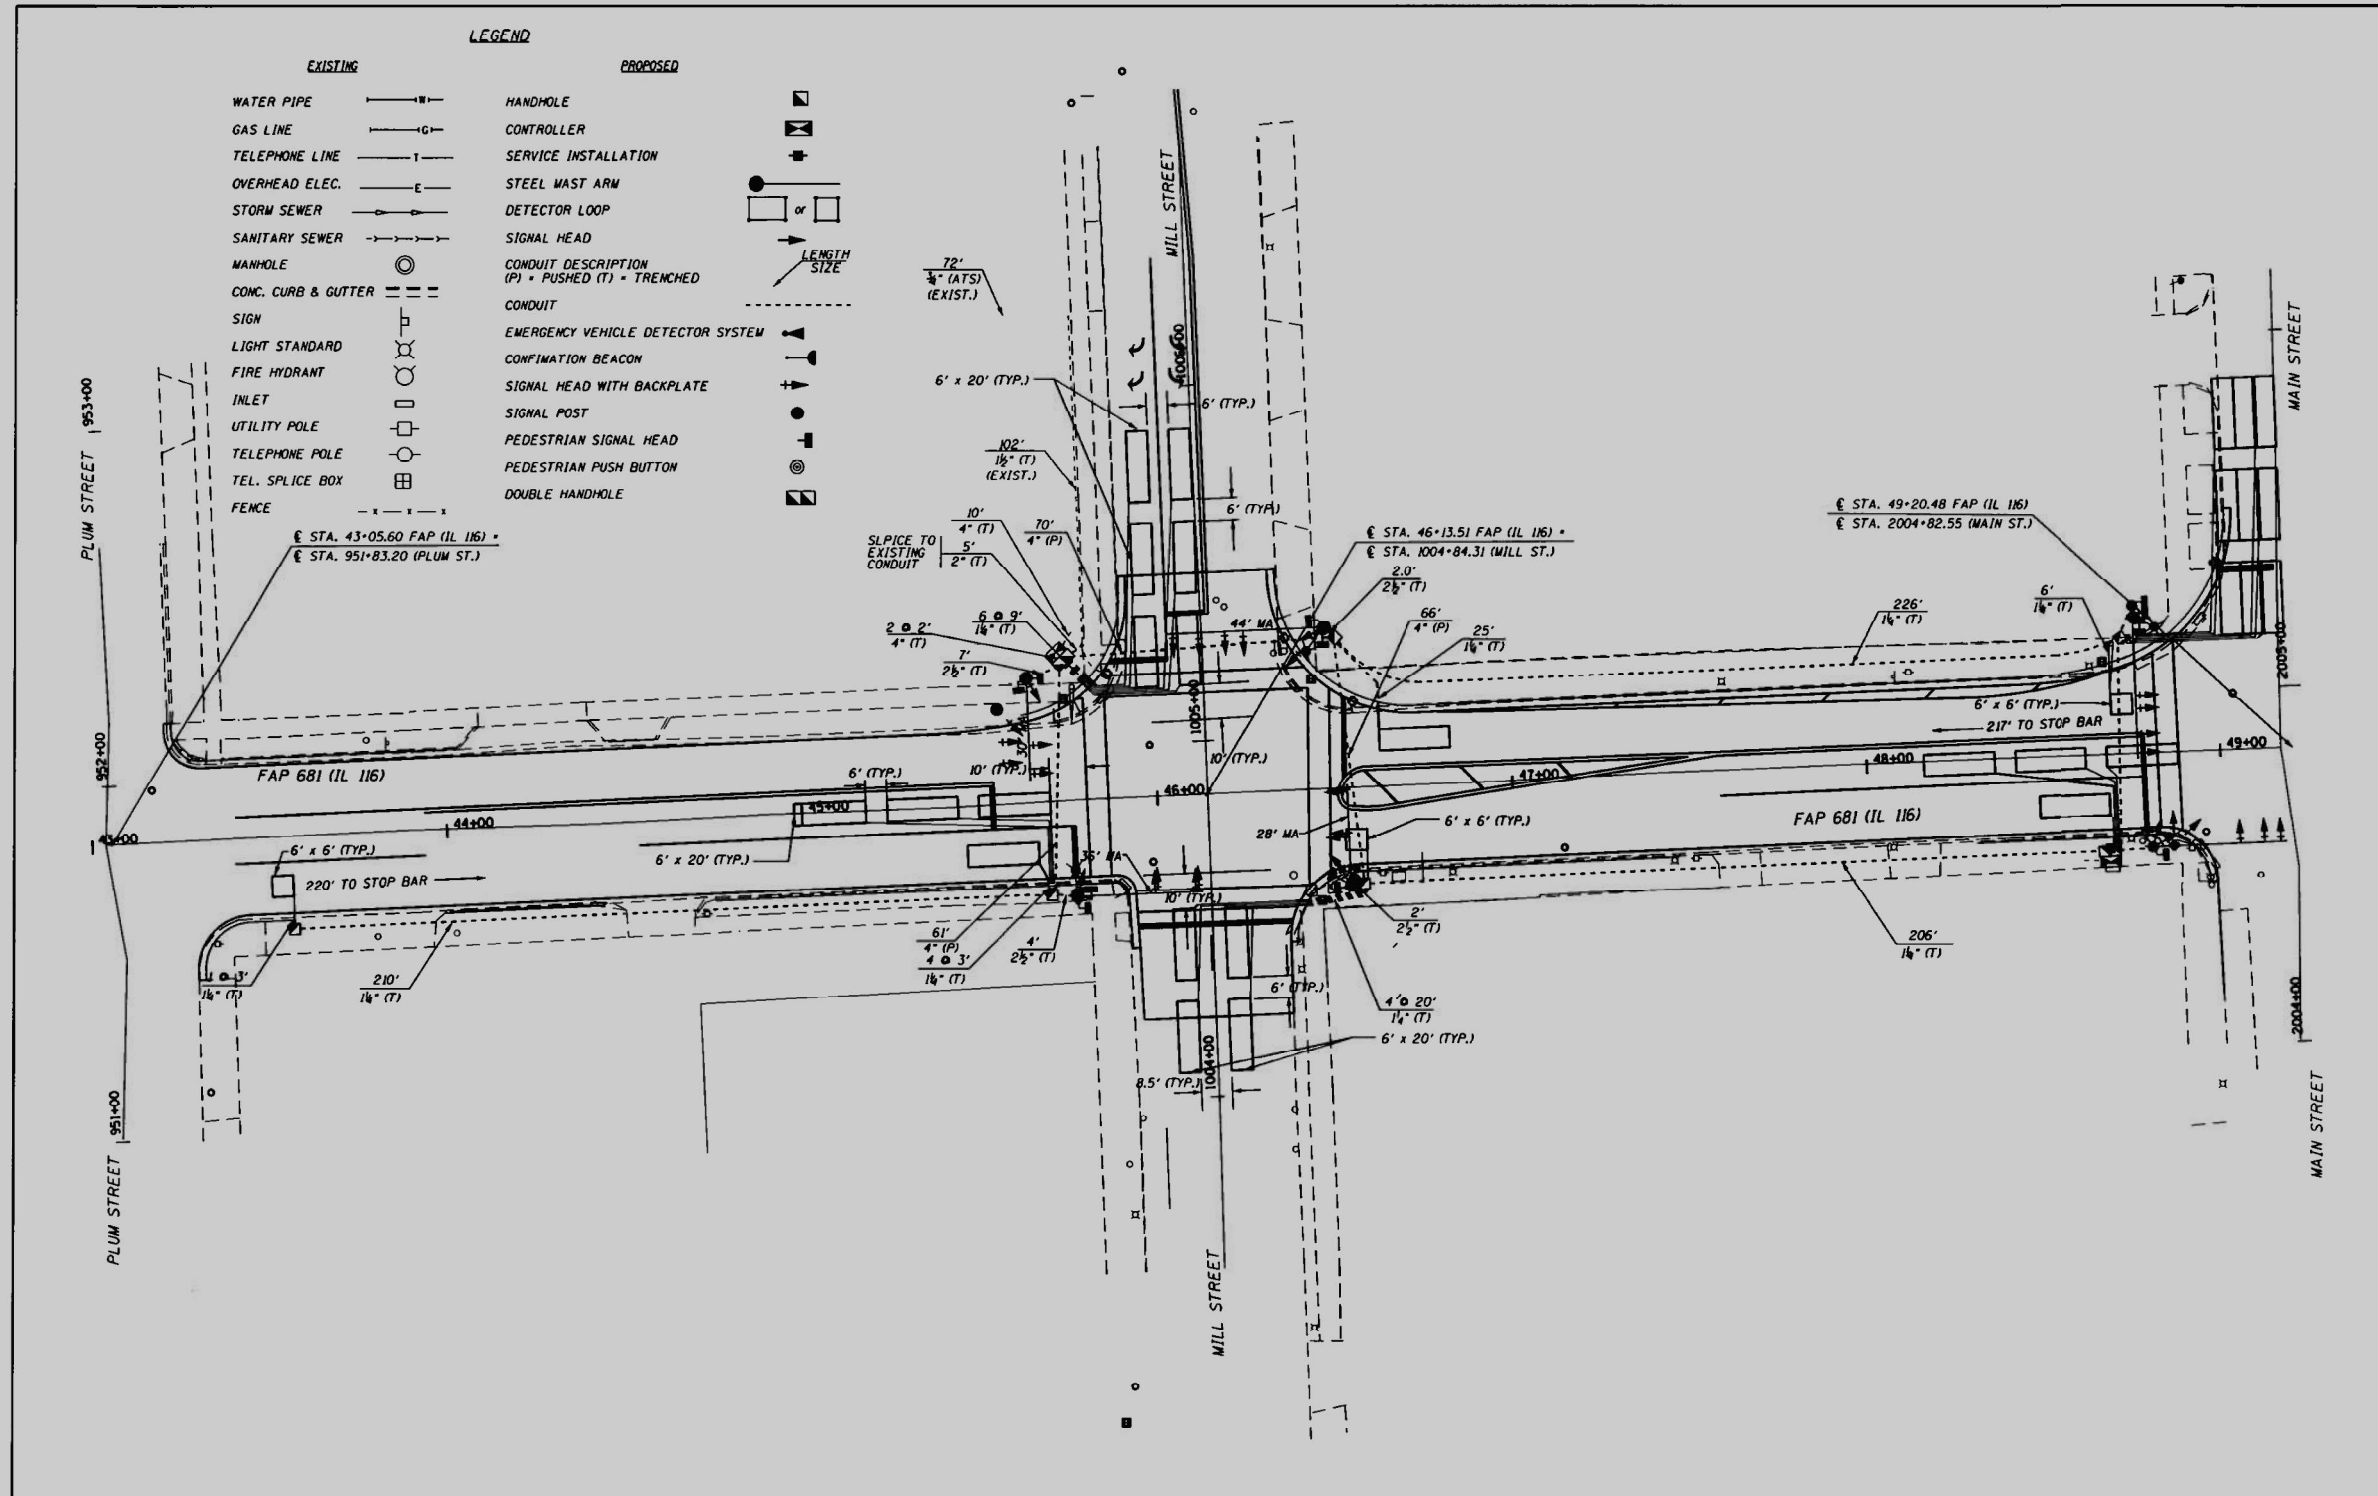 LEGEND
EXISTING
WATER PIPE W
GAS LINE G
TELEPHONE LINE T
OVERHEAD ELEC. E
STORM SEWER
SANITARY SEWER
MANHOLE
CONC. CURB & GUTTER
SIGN
LIGHT STANDARD
FIRE HYDRANT
INLET
UTILITY POLE
TELEPHONE POLE
TEL. SPLICE BOX
FENCE
PROPOSED
HANDHOLE
CONTROLLER
SERVICE INSTALLATION
STEEL MAST ARM
DETECTOR LOOP or
SIGNAL HEAD
CONDUIT DESCRIPTION
(P) = PUSHED (T) = TRENCHED
LENGTH
SIZE
CONDUIT
EMERGENCY VEHICLE DETECTOR SYSTEM
CONFIMATION BEACON
SIGNAL HEAD WITH BACKPLATE
SIGNAL POST
PEDESTRIAN SIGNAL HEAD
PEDESTRIAN PUSH BUTTON
DOUBLE HANDHOLE
PLUM STREET
953+00
952+00
951+00
PLUM STREET
℄ STA. 43+05.60 FAP (IL 116) =
℄ STA. 951+83.20 (PLUM ST.)
72'
¾" (ATS)
(EXIST.)
MILL STREET
6' x 20' (TYP.)
6' (TYP.)
102'
1½" (T)
(EXIST.)
6' (TYP.)
10'
4" (T)
70'
4" (P)
SLPICE TO
EXISTING
CONDUIT
5'
2" (T)
2 @ 2'
4" (T)
6 @ 9'
1¼" (T)
7'
2½" (T)
℄ STA. 46+13.51 FAP (IL 116) =
℄ STA. 1004+84.31 (MILL ST.)
2.0'
2½" (T)
44' MA
66'
4" (P)
25'
1¼" (T)
℄ STA. 49+20.48 FAP (IL 116)
℄ STA. 2004+82.55 (MAIN ST.)
6'
1¼" (T)
226'
1¼" (T)
MAIN STREET
2005+00
6' x 6' (TYP.)
217' TO STOP BAR
1005+00
10' (TYP.)
FAP 681 (IL 116)
6' (TYP.)
10' (TYP.)
43+00
44+00
45+00
46+00
47+00
48+00
49+00
6' x 6' (TYP.)
220' TO STOP BAR
6' x 20' (TYP.)
36' MA
28' MA
6' x 6' (TYP.)
FAP 681 (IL 116)
10' (TYP.)
61'
4" (P)
4 @ 3'
1¼" (T)
4'
2½" (T)
1 @ 3'
1¼" (T)
210'
1¼" (T)
2'
2½" (T)
206'
1¼" (T)
6' (TYP.)
4 @ 20'
1¼" (T)
6' x 20' (TYP.)
8.5' (TYP.)
1004+00
2004+00
MILL STREET
MAIN STREET